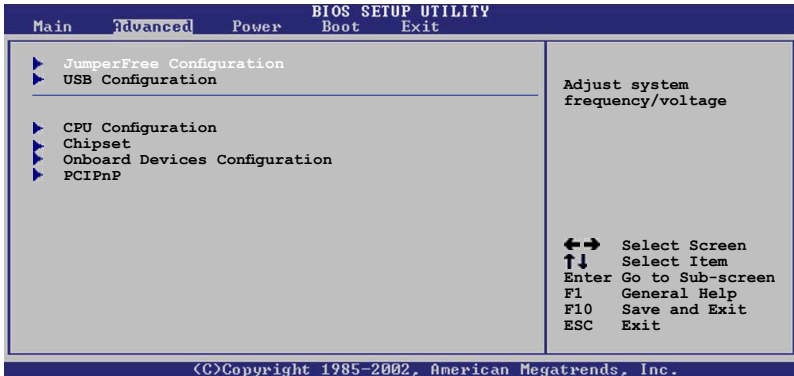 BIOS SETUP UTILITY
Main Advanced Power Boot Exit
JumperFree Configuration
USB Configuration
CPU Configuration
Chipset
Onboard Devices Configuration
PCIPnP
Adjust system
frequency/voltage
←→ Select Screen
↑↓ Select Item
Enter Go to Sub-screen
F1 General Help
F10 Save and Exit
ESC Exit
(C)Copyright 1985-2002, American Megatrends, Inc.